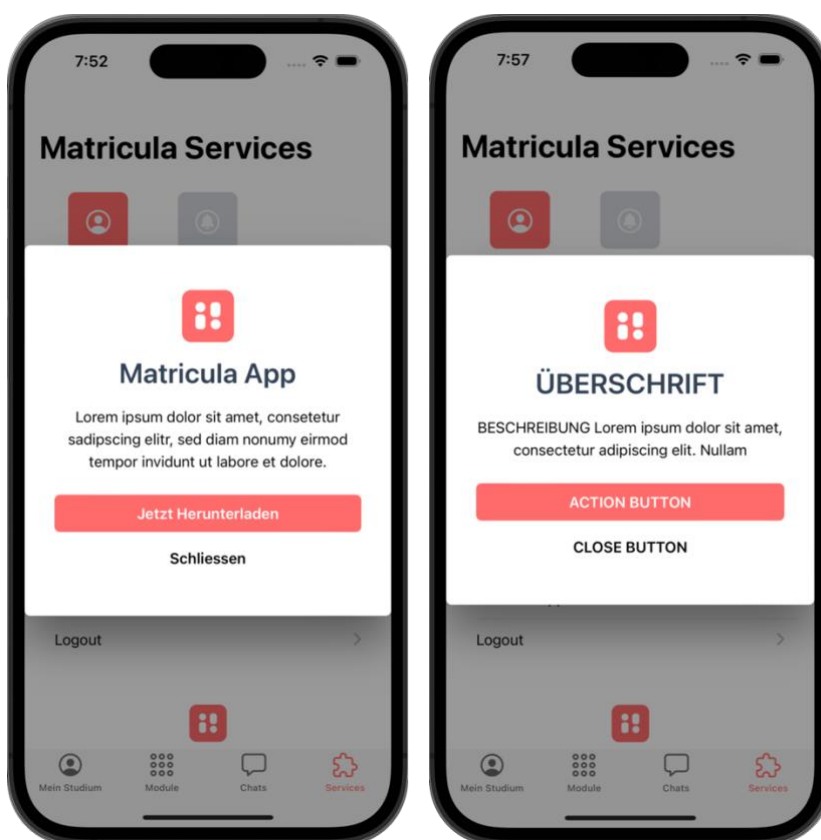 7:52
Matricula Services
Matricula App
Lorem ipsum dolor sit amet, consetetur
sadipscing elitr, sed diam nonumy eirmod
tempor invidunt ut labore et dolore.
Jetzt Herunterladen
Schliessen
Logout
Mein Studium
Module
Chats
Services
7:57
Matricula Services
ÜBERSCHRIFT
BESCHREIBUNG Lorem ipsum dolor sit amet,
consectetur adipiscing elit. Nullam
ACTION BUTTON
CLOSE BUTTON
Logout
Mein Studium
Module
Chats
Services